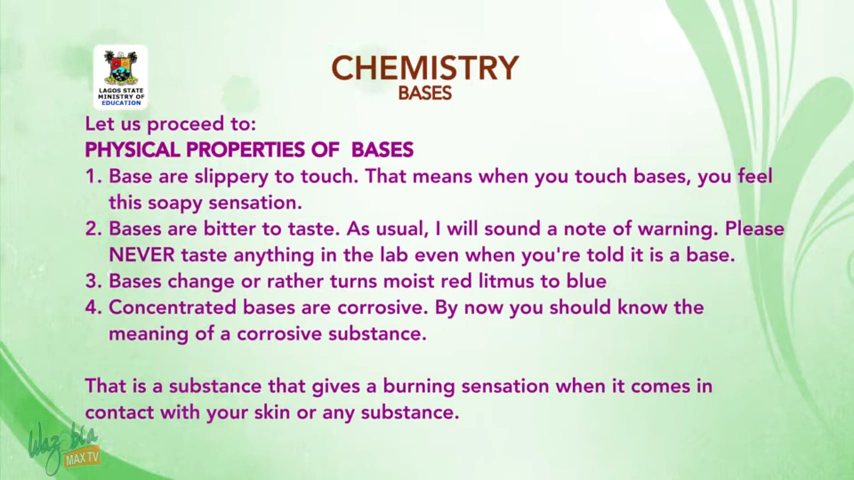 CHEMISTRY
BASES
LAGOS STATE
MINISTRY OF
EDUCATION
Let us proceed to:
PHYSICAL PROPERTIES OF BASES
1. Base are slippery to touch. That means when you touch bases, you feel
this soapy sensation.
2. Bases are bitter to taste. As usual, I will sound a note of warning. Please
NEVER taste anything in the lab even when you're told it is a base.
3. Bases change or rather turns moist red litmus to blue
4. Concentrated bases are corrosive. By now you should know the
meaning of a corrosive substance.
That is a substance that gives a burning sensation when it comes in
contact with your skin or any substance.
Wazobia
MAX TV